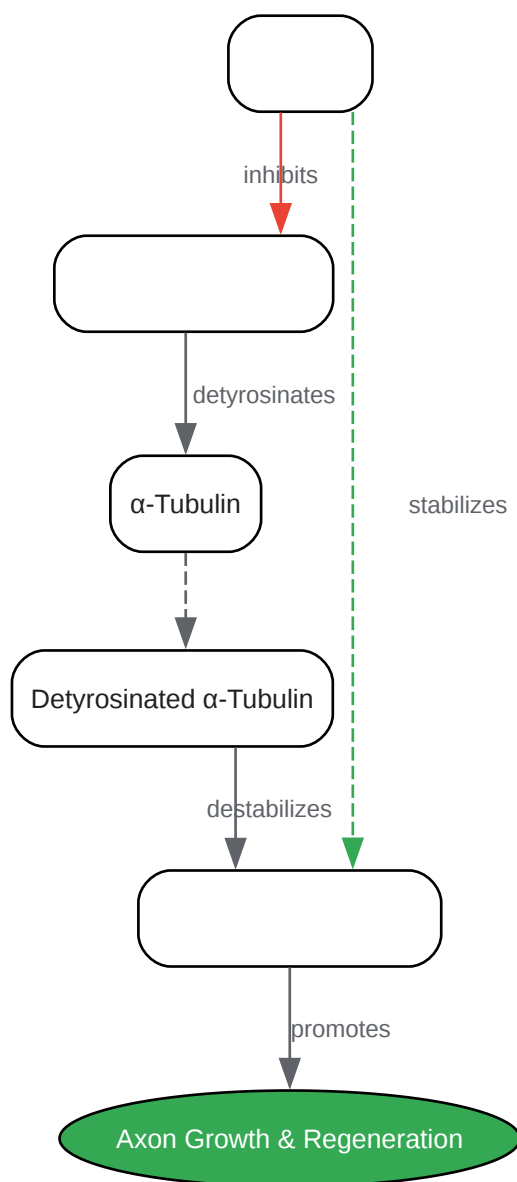 inhibits
detyrosinates
α-Tubulin
stabilizes
Detyrosinated α-Tubulin
destabilizes
promotes
Axon Growth & Regeneration